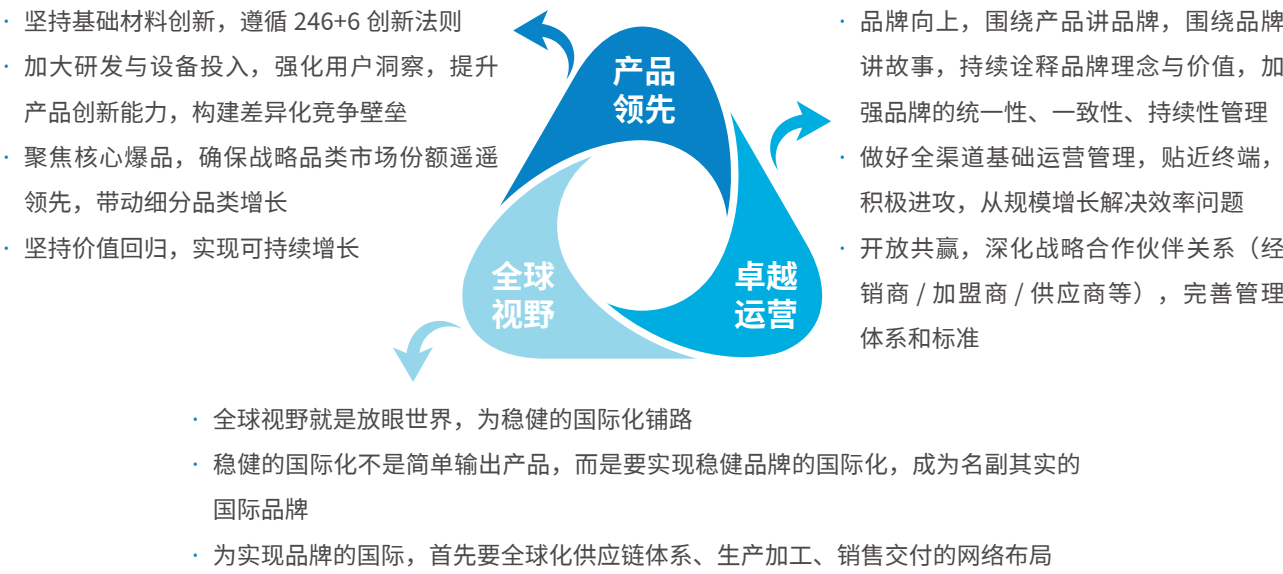 · 坚持基础材料创新，遵循 246+6 创新法则
· 加大研发与设备投入，强化用户洞察，提升
产品创新能力，构建差异化竞争壁垒
· 聚焦核心爆品，确保战略品类市场份额遥遥
领先，带动细分品类增长
· 坚持价值回归，实现可持续增长
产品
领先
· 品牌向上，围绕产品讲品牌，围绕品牌
讲故事，持续诠释品牌理念与价值，加
强品牌的统一性、一致性、持续性管理
· 做好全渠道基础运营管理，贴近终端，
积极进攻，从规模增长解决效率问题
· 开放共赢，深化战略合作伙伴关系（经
销商 / 加盟商 / 供应商等），完善管理
体系和标准
全球
视野
卓越
运营
· 全球视野就是放眼世界，为稳健的国际化铺路
· 稳健的国际化不是简单输出产品，而是要实现稳健品牌的国际化，成为名副其实的
国际品牌
· 为实现品牌的国际，首先要全球化供应链体系、生产加工、销售交付的网络布局